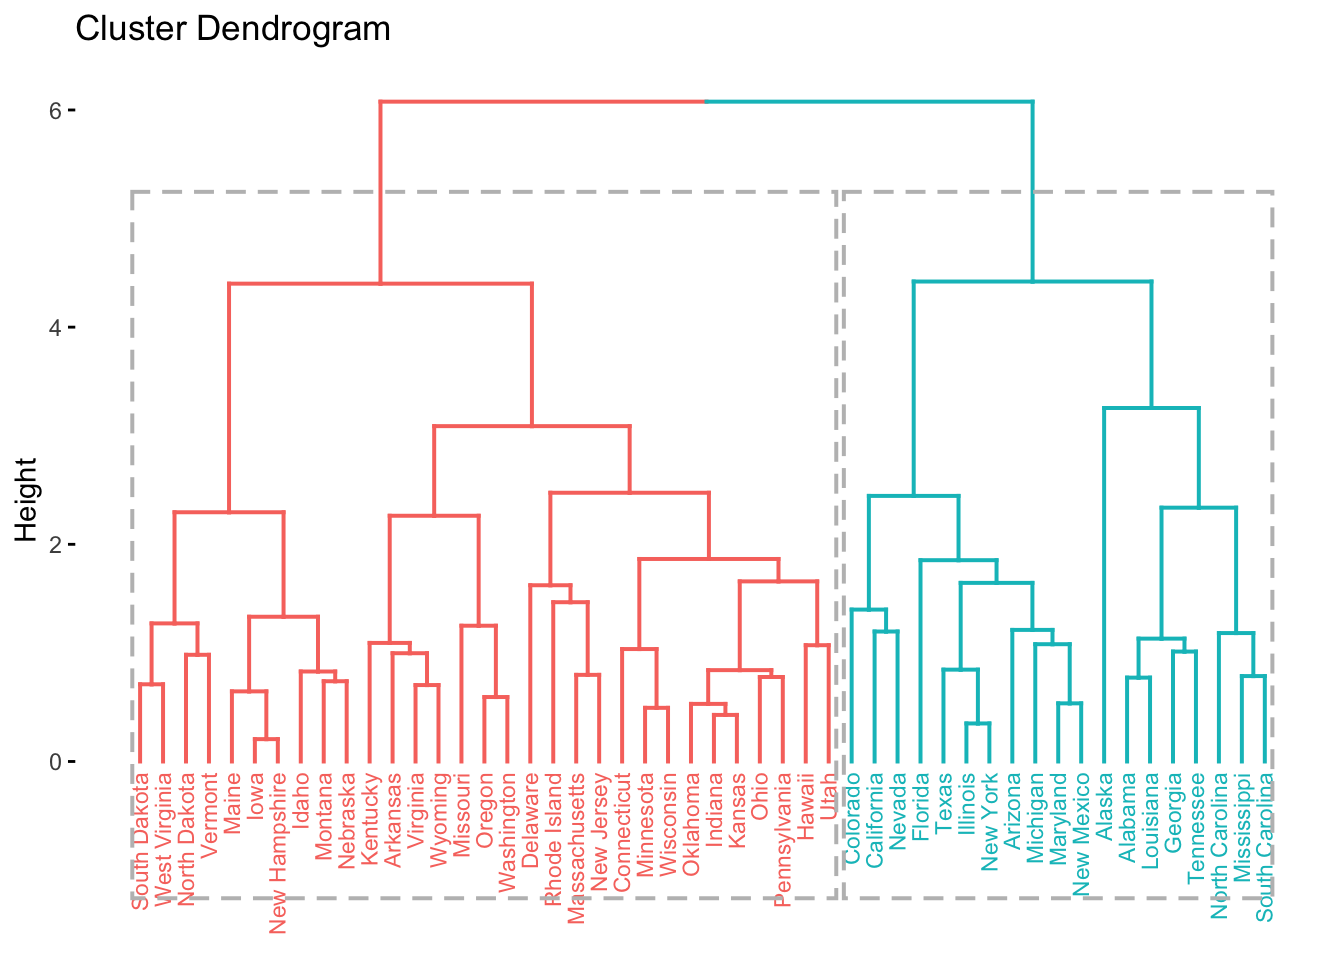 Cluster Dendrogram
6
4
2
0
Height
South Dakota
West Virginia
North Dakota
Vermont
Maine
Iowa
New Hampshire
Idaho
Montana
Nebraska
Kentucky
Arkansas
Virginia
Wyoming
Missouri
Oregon
Washington
Delaware
Rhode Island
Massachusetts
New Jersey
Connecticut
Minnesota
Wisconsin
Oklahoma
Indiana
Kansas
Ohio
Pennsylvania
Hawaii
Utah
Colorado
California
Nevada
Florida
Texas
Illinois
New York
Arizona
Michigan
Maryland
New Mexico
Alaska
Alabama
Louisiana
Georgia
Tennessee
North Carolina
Mississippi
South Carolina